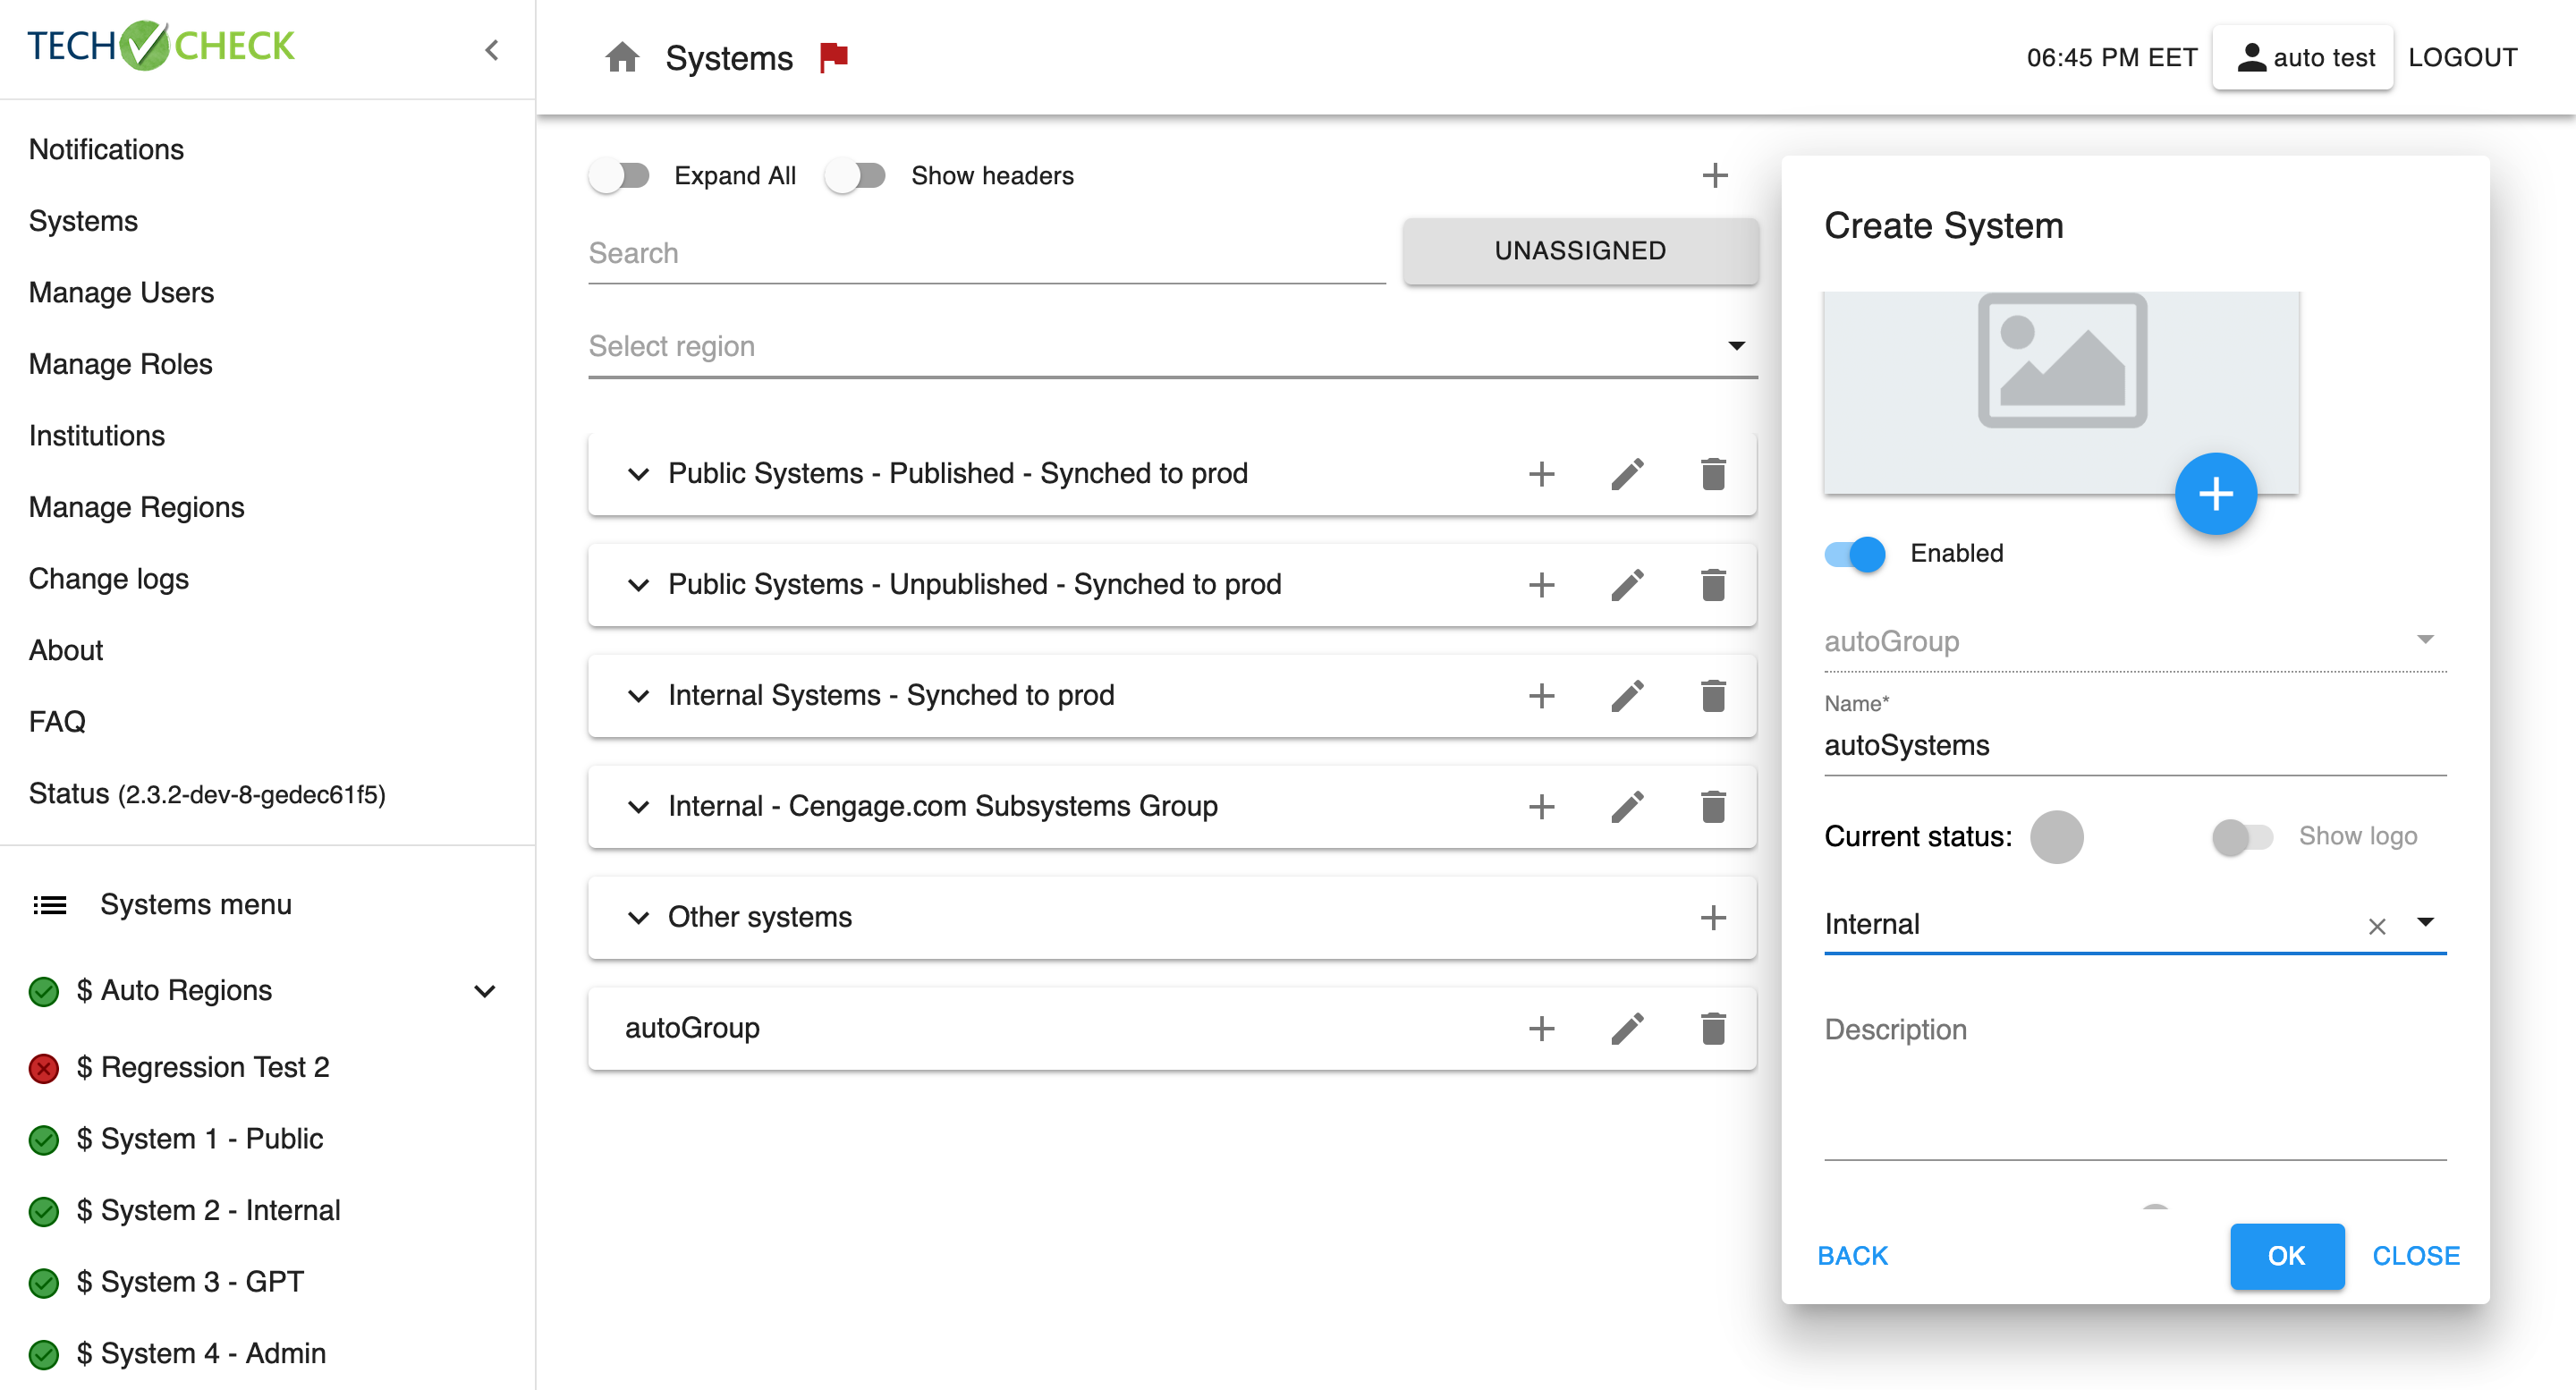 TECH CHECK
Notifications
Systems
Manage Users
Manage Roles
Institutions
Manage Regions
Change logs
About
FAQ
Status (2.3.2-dev-8-gedec61f5)
Systems menu
$ Auto Regions
$ Regression Test 2
$ System 1 - Public
$ System 2 - Internal
$ System 3 - GPT
$ System 4 - Admin
Systems
06:45 PM EET
auto test
LOGOUT
Expand All
Show headers
Search
UNASSIGNED
Select region
Public Systems - Published - Synched to prod
Public Systems - Unpublished - Synched to prod
Internal Systems - Synched to prod
Internal - Cengage.com Subsystems Group
Other systems
autoGroup
Create System
Enabled
autoGroup
Name*
autoSystems
Current status:
Show logo
Internal
Description
BACK
OK
CLOSE